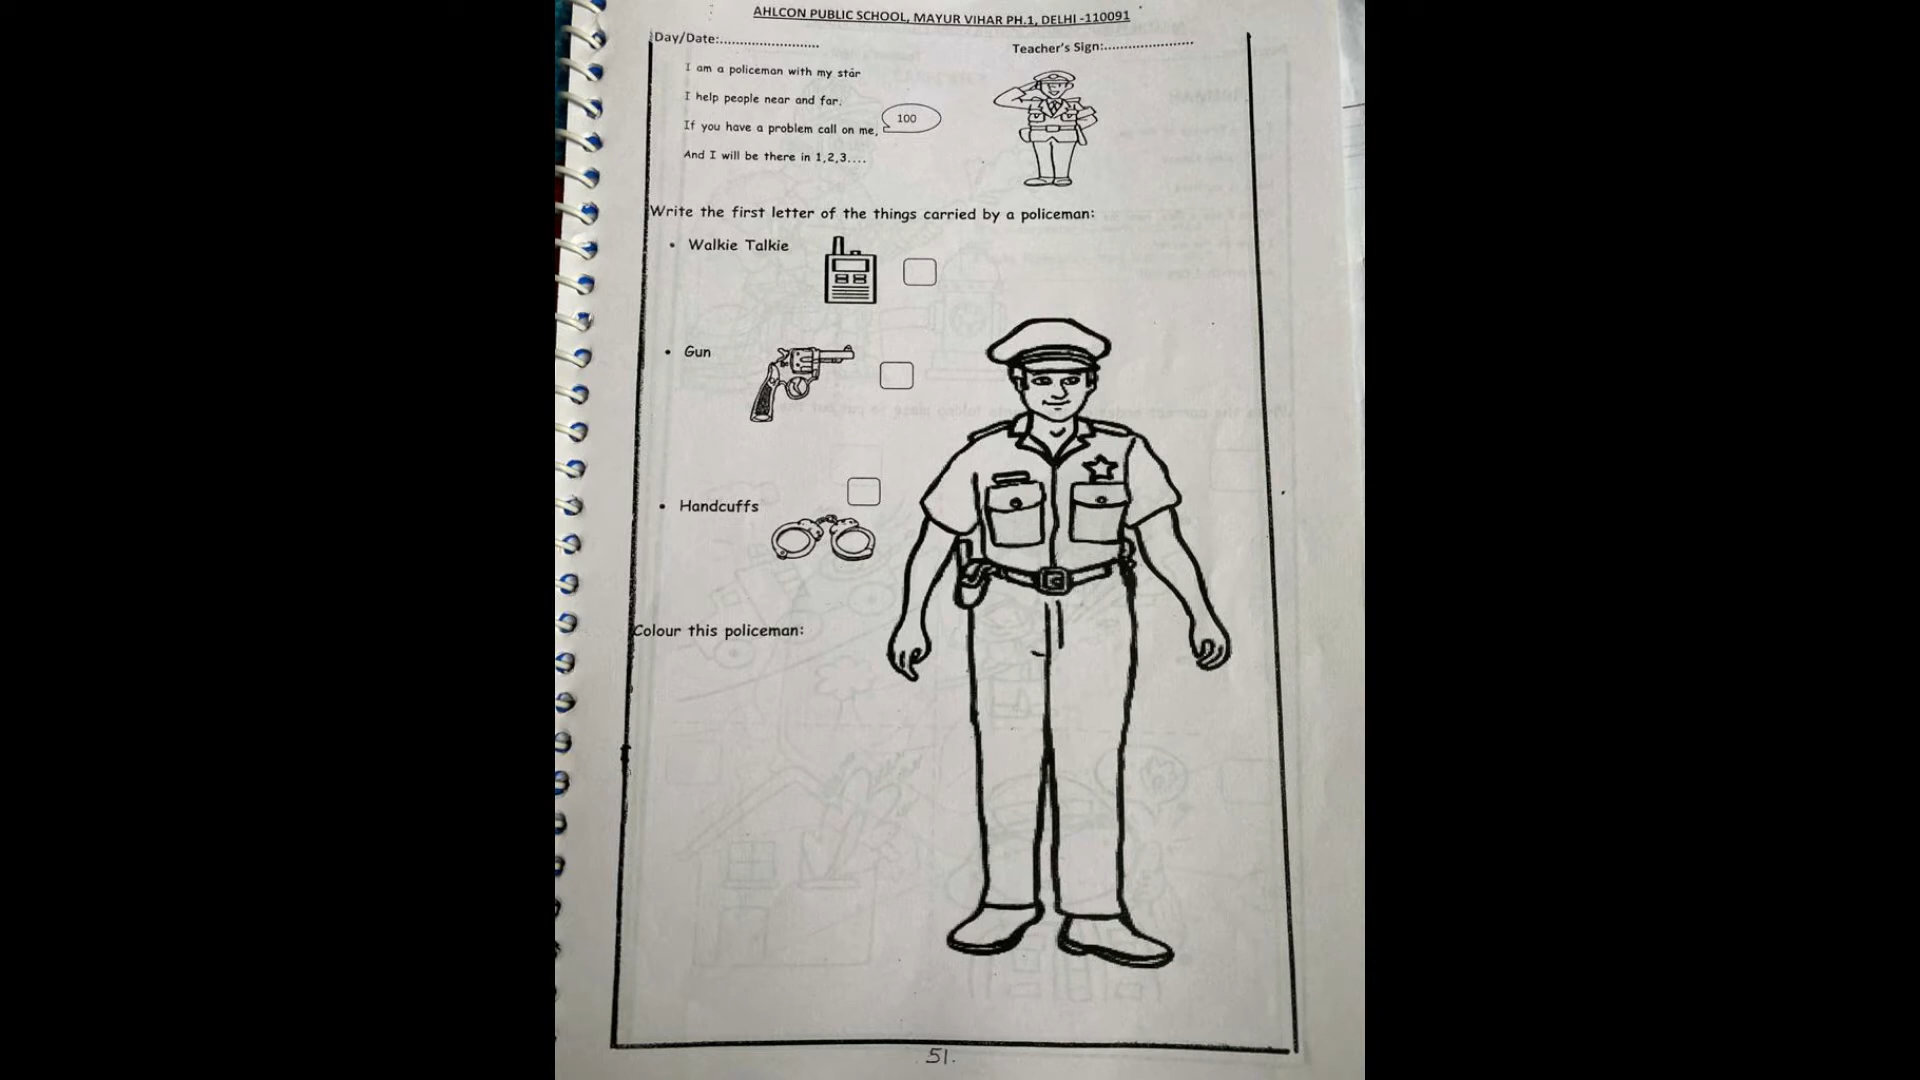 AHLCON PUBLIC SCHOOL, MAYUR VIHAR PH.1, DELHI -110091
Day/Date:........................ Teacher's Sign:......................
I am a policeman with my star
I help people near and far.
If you have a problem call on me, 100
And I will be there in 1,2,3....
Write the first letter of the things carried by a policeman:
• Walkie Talkie
• Gun
• Handcuffs
Colour this policeman:
51.